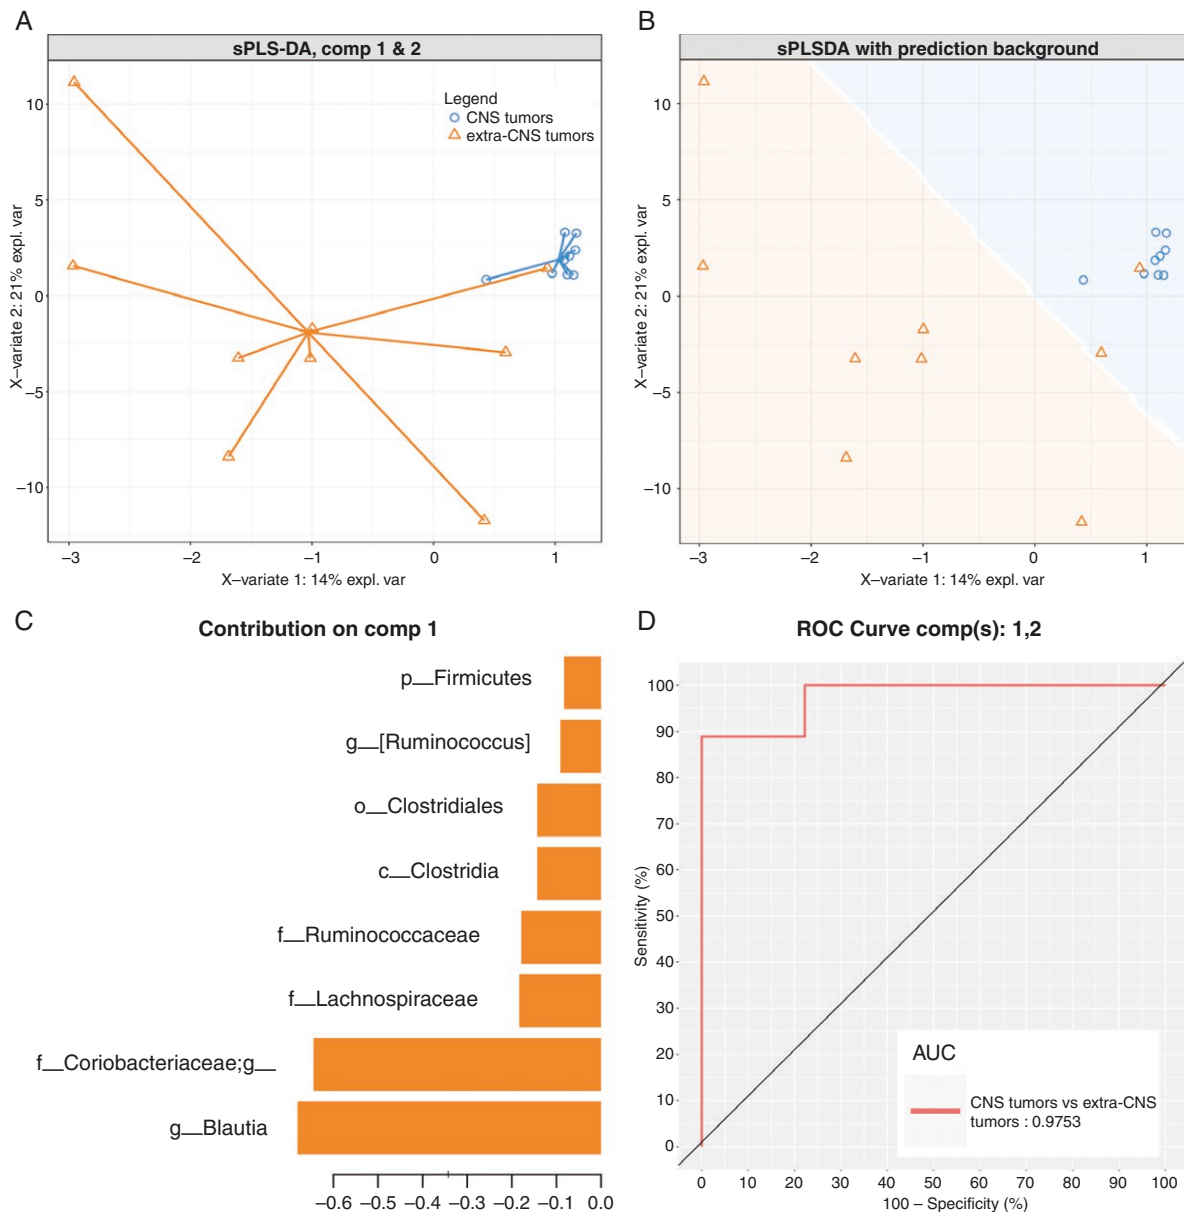 A
sPLS-DA, comp 1 & 2
Legend
CNS tumors
extra-CNS tumors
X–variate 2: 21% expl. var
10
5
0
–5
–10
–3 –2 –1 0 1
X–variate 1: 14% expl. var
B
sPLSDA with prediction background
X–variate 2: 21% expl. var
10
5
0
–5
–10
–3 –2 –1 0 1
X–variate 1: 14% expl. var
C
Contribution on comp 1
p__Firmicutes
g__[Ruminococcus]
o__Clostridiales
c__Clostridia
f__Ruminococcaceae
f__Lachnospiraceae
f__Coriobacteriaceae;g__
g__Blautia
–0.6 –0.5 –0.4 –0.3 –0.2 –0.1 0.0
D
ROC Curve comp(s): 1,2
Sensitivity (%)
100
90
80
70
60
50
40
30
20
10
0
AUC
CNS tumors vs extra-CNS
tumors : 0.9753
0 10 20 30 40 50 60 70 80 90 100
100 – Specificity (%)